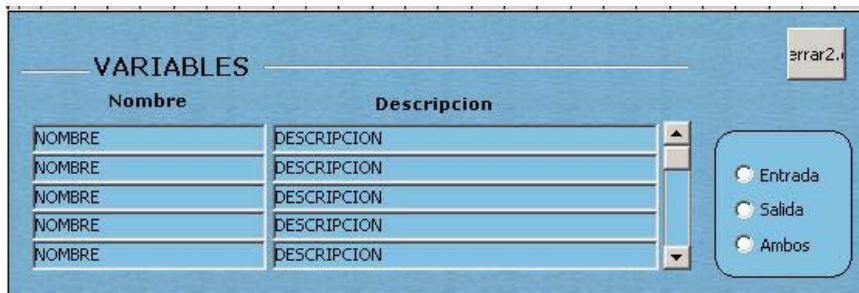 errar2.
VARIABLES
Nombre Descripcion
NOMBRE DESCRIPCION
NOMBRE DESCRIPCION
NOMBRE DESCRIPCION
NOMBRE DESCRIPCION
NOMBRE DESCRIPCION
Entrada
Salida
Ambos